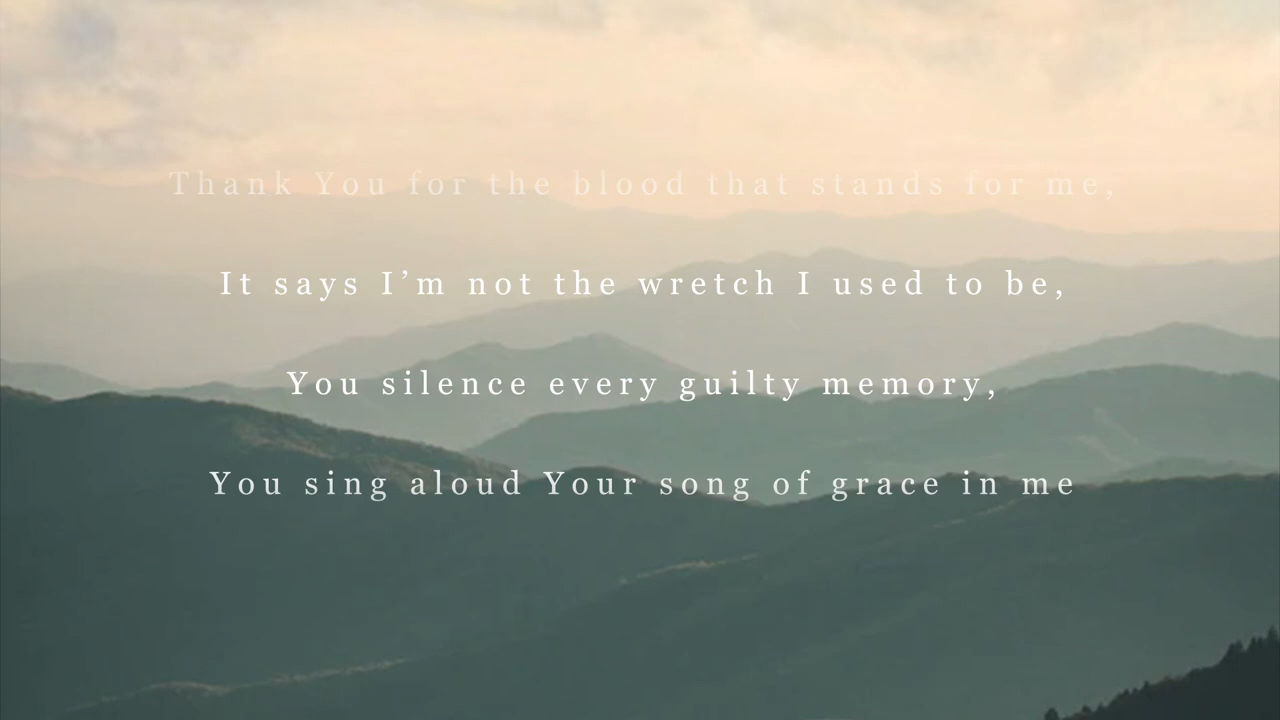 Thank You for the blood that stands for me,
It says I’m not the wretch I used to be,
You silence every guilty memory,
You sing aloud Your song of grace in me